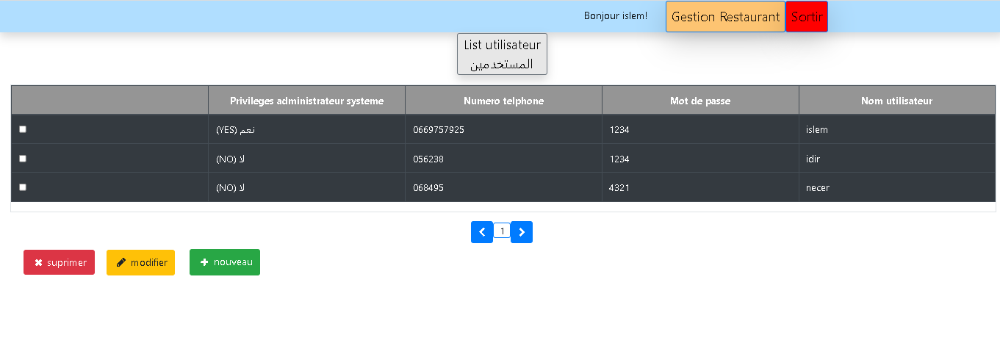 Bonjour islem! Gestion Restaurant Sortir
List utilisateur
المستخدمين
Privileges administrateur systeme Numero telphone Mot de passe Nom utilisateur
(YES) نعم 0669757925 1234 islem
(NO) لا 056238 1234 idir
(NO) لا 068495 4321 necer
1
suprimer modifier nouveau